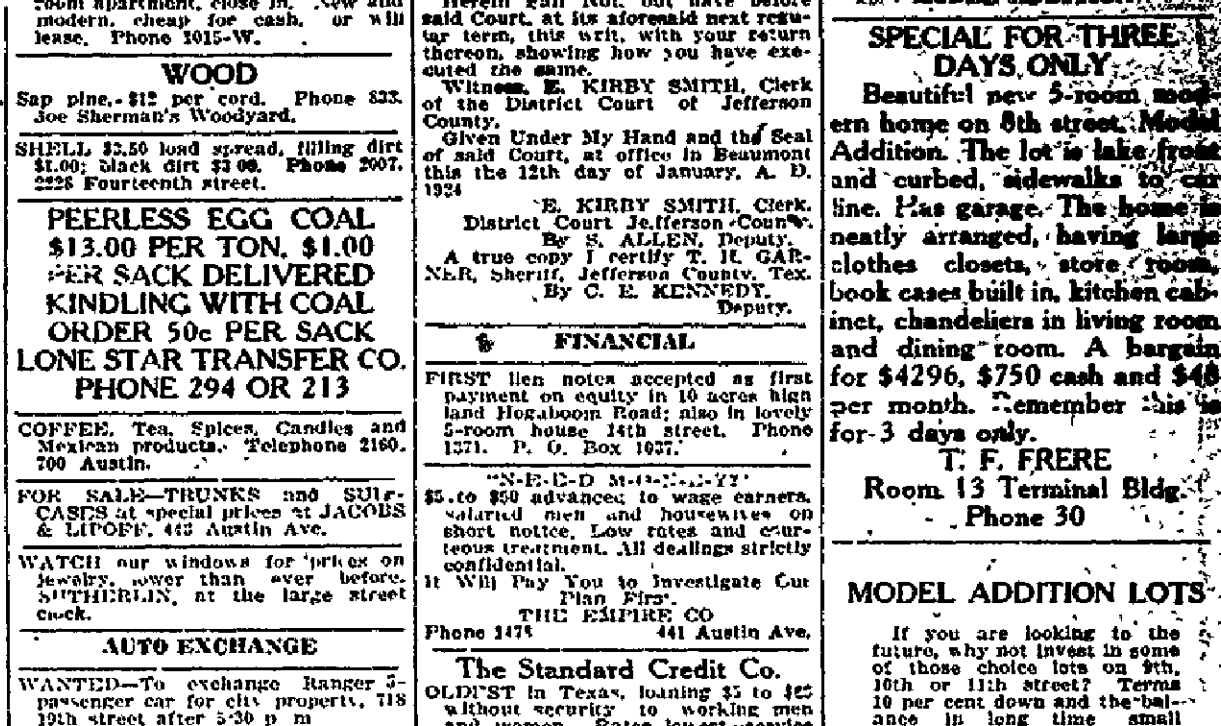 room apartment, close in. New and
modern, cheap for cash, or will
lease. Phone 1015-W.
WOOD
Sap pine, $12 per cord. Phone 833.
Joe Sherman's Woodyard.
SHELL $3.50 load spread, filling dirt
$1.00; black dirt $3.00. Phone 2007.
2228 Fourteenth street.
PEERLESS EGG COAL
$13.00 PER TON, $1.00
PER SACK DELIVERED
KINDLING WITH COAL
ORDER 50c PER SACK
LONE STAR TRANSFER CO.
PHONE 294 OR 213
COFFEE, Tea, Spices, Candies and
Mexican products. Telephone 2160.
700 Austin.
FOR SALE—TRUNKS and SUIT-
CASES at special prices at JACOBS
& LIPOFF, 443 Austin Ave.
WATCH our windows for prices on
jewelry, lower than ever before.
SUTHERLIN, at the large street
clock.
AUTO EXCHANGE
WANTED—To exchange Ranger 5-
passenger car for city property. 718
19th street after 5:30 p m
Herein Fail Not, but have before
said Court, at its aforesaid next regu-
lar term, this writ, with your return
thereon, showing how you have exe-
cuted the same.
Witness, E. KIRBY SMITH, Clerk
of the District Court of Jefferson
County.
Given Under My Hand and the Seal
of said Court, at office in Beaumont
this the 12th day of January, A. D.
1924
E. KIRBY SMITH, Clerk.
District Court Jefferson County.
By S. ALLEN, Deputy.
A true copy I certify T. H. GAR-
NER, Sheriff, Jefferson County, Tex.
By C. E. KENNEDY,
Deputy.
FINANCIAL
FIRST lien notes accepted as first
payment on equity in 10 acres high
land Hogaboom Road; also in lovely
5-room house 14th street. Phone
1371. P. O. Box 1037.
"N-E-E-D M-O-N-E-Y?"
$5 to $50 advanced to wage earners,
salaried men and housewives on
short notice. Low rates and cour-
teous treatment. All dealings strictly
confidential.
It Will Pay You to Investigate Our
Plan First.
THE EMPIRE CO
Phone 1475 441 Austin Ave.
The Standard Credit Co.
OLDEST in Texas, loaning $5 to
without security to working men
and women. Rates lowest, service
SPECIAL FOR THREE
DAYS ONLY
Beautiful new 5-room mod-
ern home on 8th street. Model
Addition. The lot is lake front
and curbed, sidewalks to car
line. Has garage. The home is
neatly arranged, having large
clothes closets, store room,
book cases built in, kitchen cab-
inet, chandeliers in living room
and dining room. A bargain
for $4296, $750 cash and
per month. Remember this is
for 3 days only.
T. F. FRERE
Room 13 Terminal Bldg.
Phone 30
MODEL ADDITION LOTS
If you are looking to the
future, why not invest in some
of those choice lots on 9th,
10th or 11th street? Terms
10 per cent down and the bal-
ance in long time small